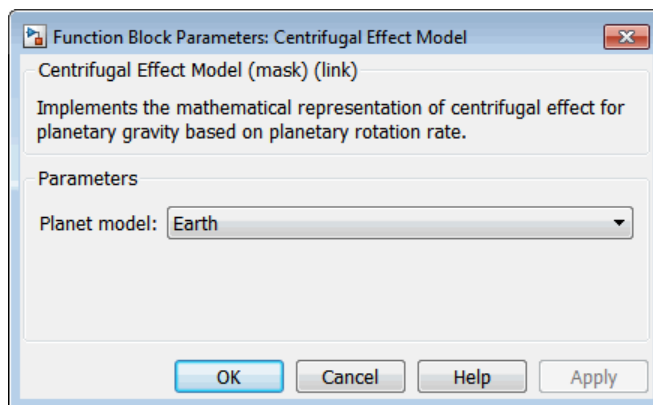 Function Block Parameters: Centrifugal Effect Model
Centrifugal Effect Model (mask) (link)
Implements the mathematical representation of centrifugal effect for
planetary gravity based on planetary rotation rate.
Parameters
Planet model: Earth
OK Cancel Help Apply